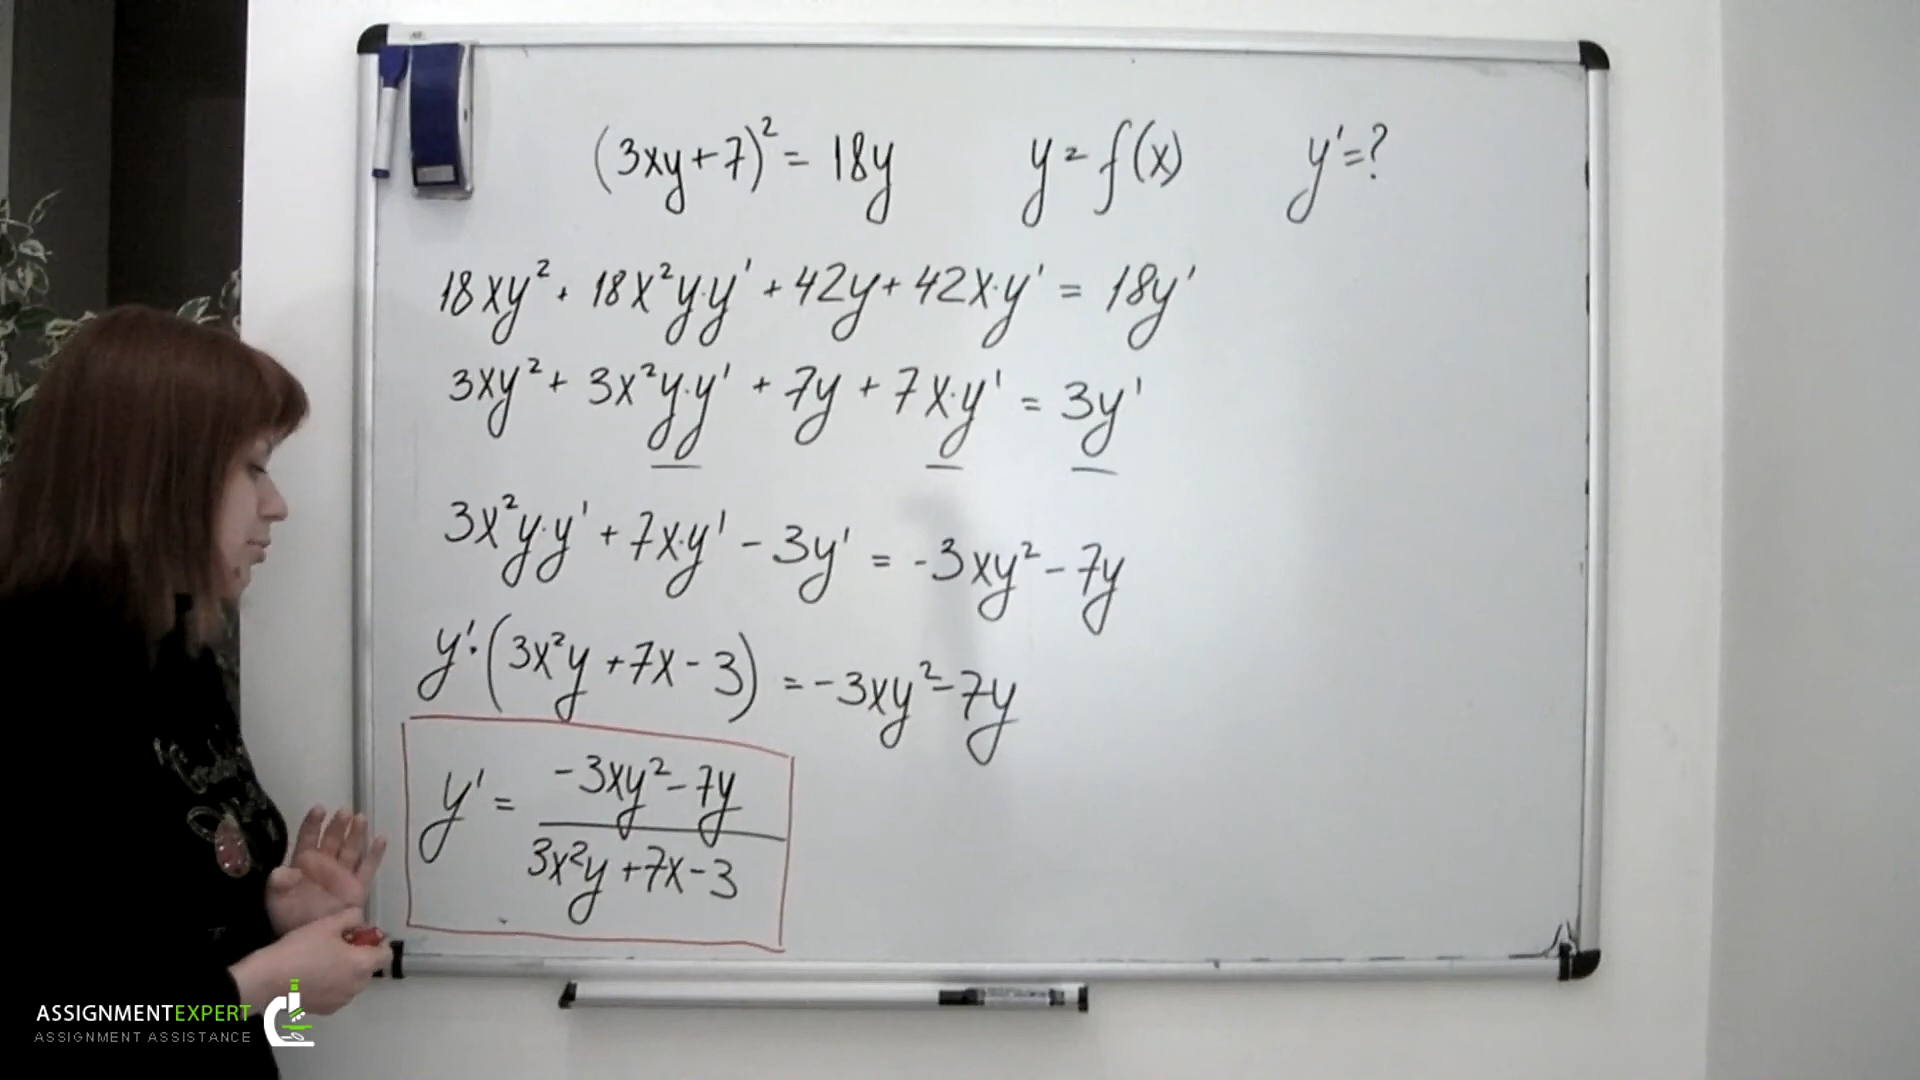 (3xy+7)² = 18y y = f(x) y'=?
18xy² + 18x²y·y' + 42y + 42x·y' = 18y'
3xy² + 3x²y·y' + 7y + 7x·y' = 3y'
3x²y·y' + 7x·y' - 3y' = -3xy² - 7y
y'·(3x²y + 7x - 3) = -3xy² - 7y
y' = -3xy² - 7y
3x²y + 7x - 3
ASSIGNMENTEXPERT
ASSIGNMENT ASSISTANCE